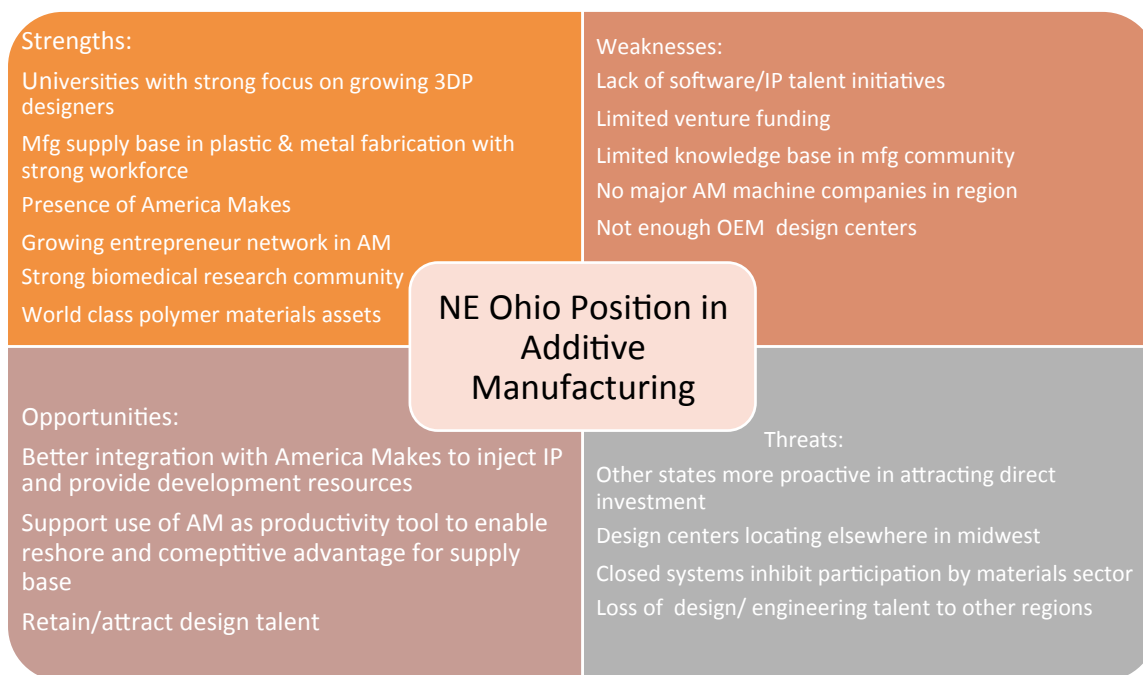 Strengths:
Universities with strong focus on growing 3DP
designers
Mfg supply base in plastic & metal fabrication with
strong workforce
Presence of America Makes
Growing entrepreneur network in AM
Strong biomedical research community
World class polymer materials assets
Weaknesses:
Lack of software/IP talent initiatives
Limited venture funding
Limited knowledge base in mfg community
No major AM machine companies in region
Not enough OEM design centers
NE Ohio Position in
Additive
Manufacturing
Opportunities:
Better integration with America Makes to inject IP
and provide development resources
Support use of AM as productivity tool to enable
reshore and comeptitive advantage for supply
base
Retain/attract design talent
Threats:
Other states more proactive in attracting direct
investment
Design centers locating elsewhere in midwest
Closed systems inhibit participation by materials sector
Loss of design/ engineering talent to other regions